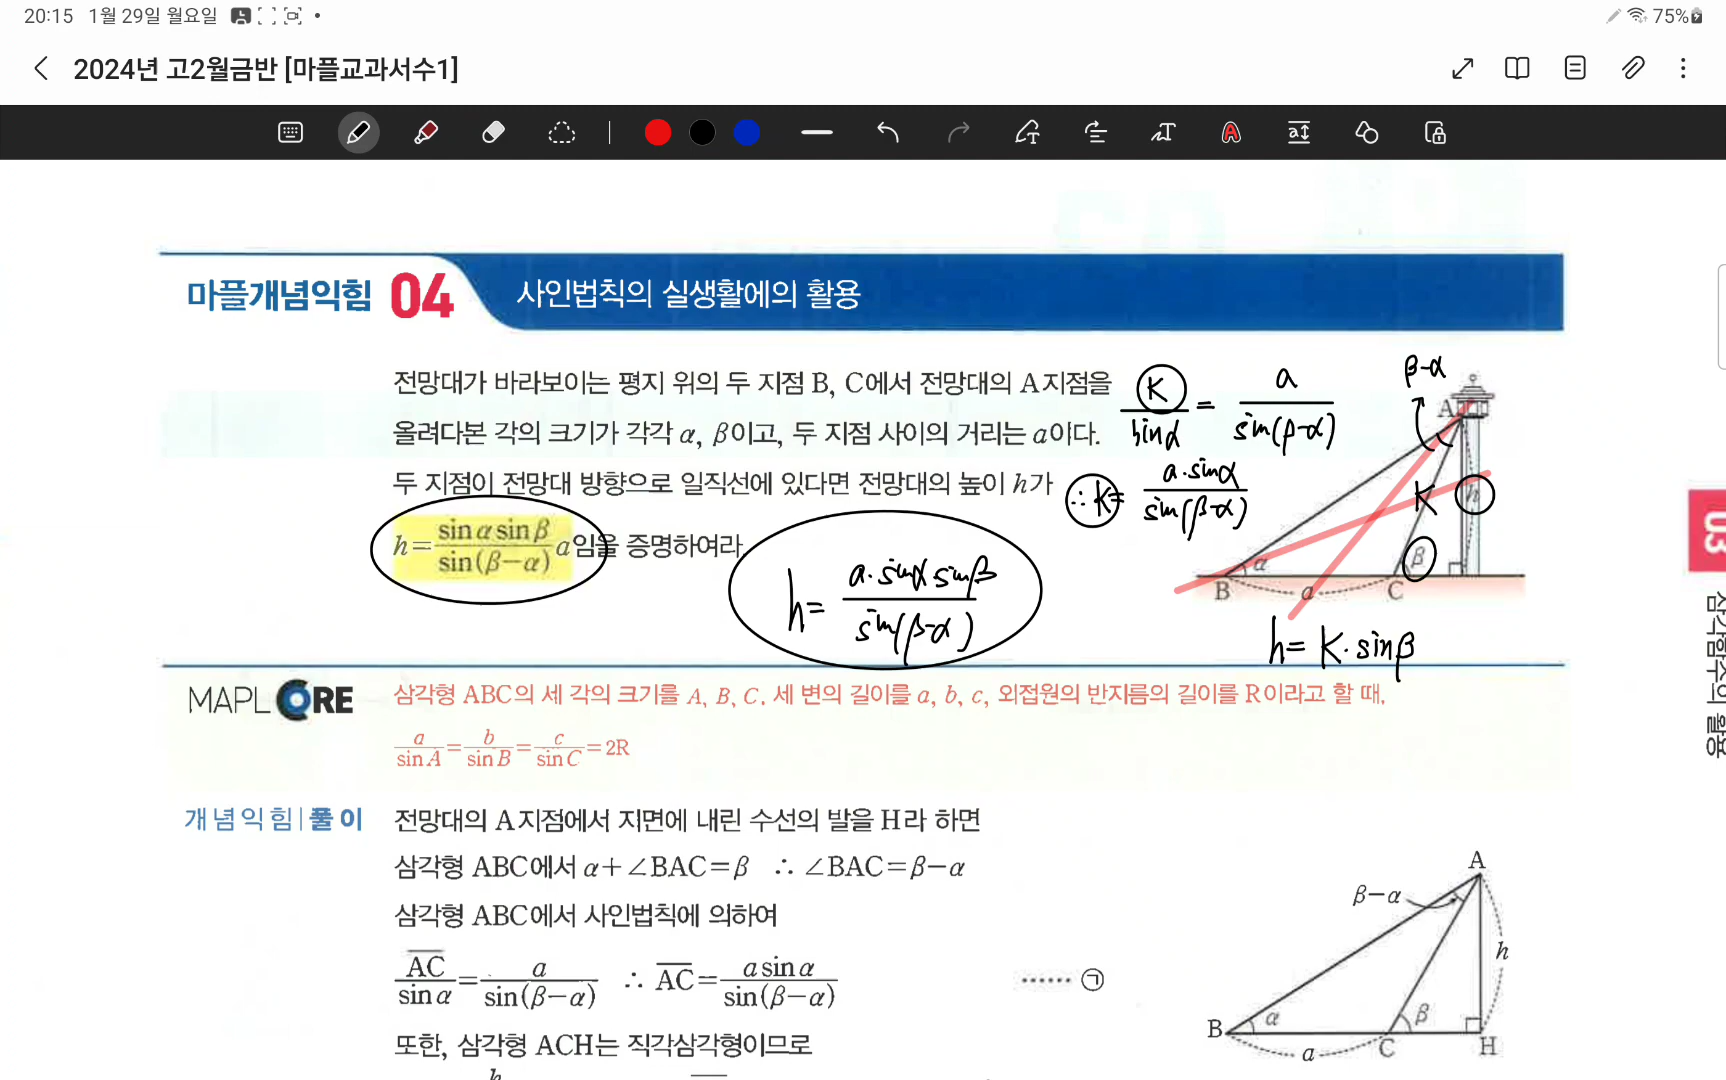 20:15 1월 29일 월요일
75%
2024년 고2월금반 [마플교과서수1]
마플개념익힘 04 사인법칙의 실생활에의 활용
전망대가 바라보이는 평지 위의 두 지점 B, C에서 전망대의 A지점을
올려다본 각의 크기가 각각 α, β이고, 두 지점 사이의 거리는 a이다.
두 지점이 전망대 방향으로 일직선에 있다면 전망대의 높이 h가
h=sin α sin β/sin(β−α) a임을 증명하여라.
K/sinα = a/sin(β-α)
∴ K= a·sinα/sin(β-α)
h= a·sinα sinβ/sin(β-α)
β-α
A
K
h
α
β
B
a
C
h= K·sinβ
03
삼각함수의 활용
MAPL CORE
삼각형 ABC의 세 각의 크기를 A, B, C, 세 변의 길이를 a, b, c, 외접원의 반지름의 길이를 R이라고 할 때,
a/sin A=b/sin B=c/sin C=2R
개념익힘|풀이
전망대의 A지점에서 지면에 내린 수선의 발을 H라 하면
삼각형 ABC에서 α+∠BAC=β ∴ ∠BAC=β−α
삼각형 ABC에서 사인법칙에 의하여
AC/sin α=a/sin(β−α) ∴ AC=a sin α/sin(β−α) ⋯⋯ ㉠
또한, 삼각형 ACH는 직각삼각형이므로
h
A
β−α
h
B
α
β
a
C
H